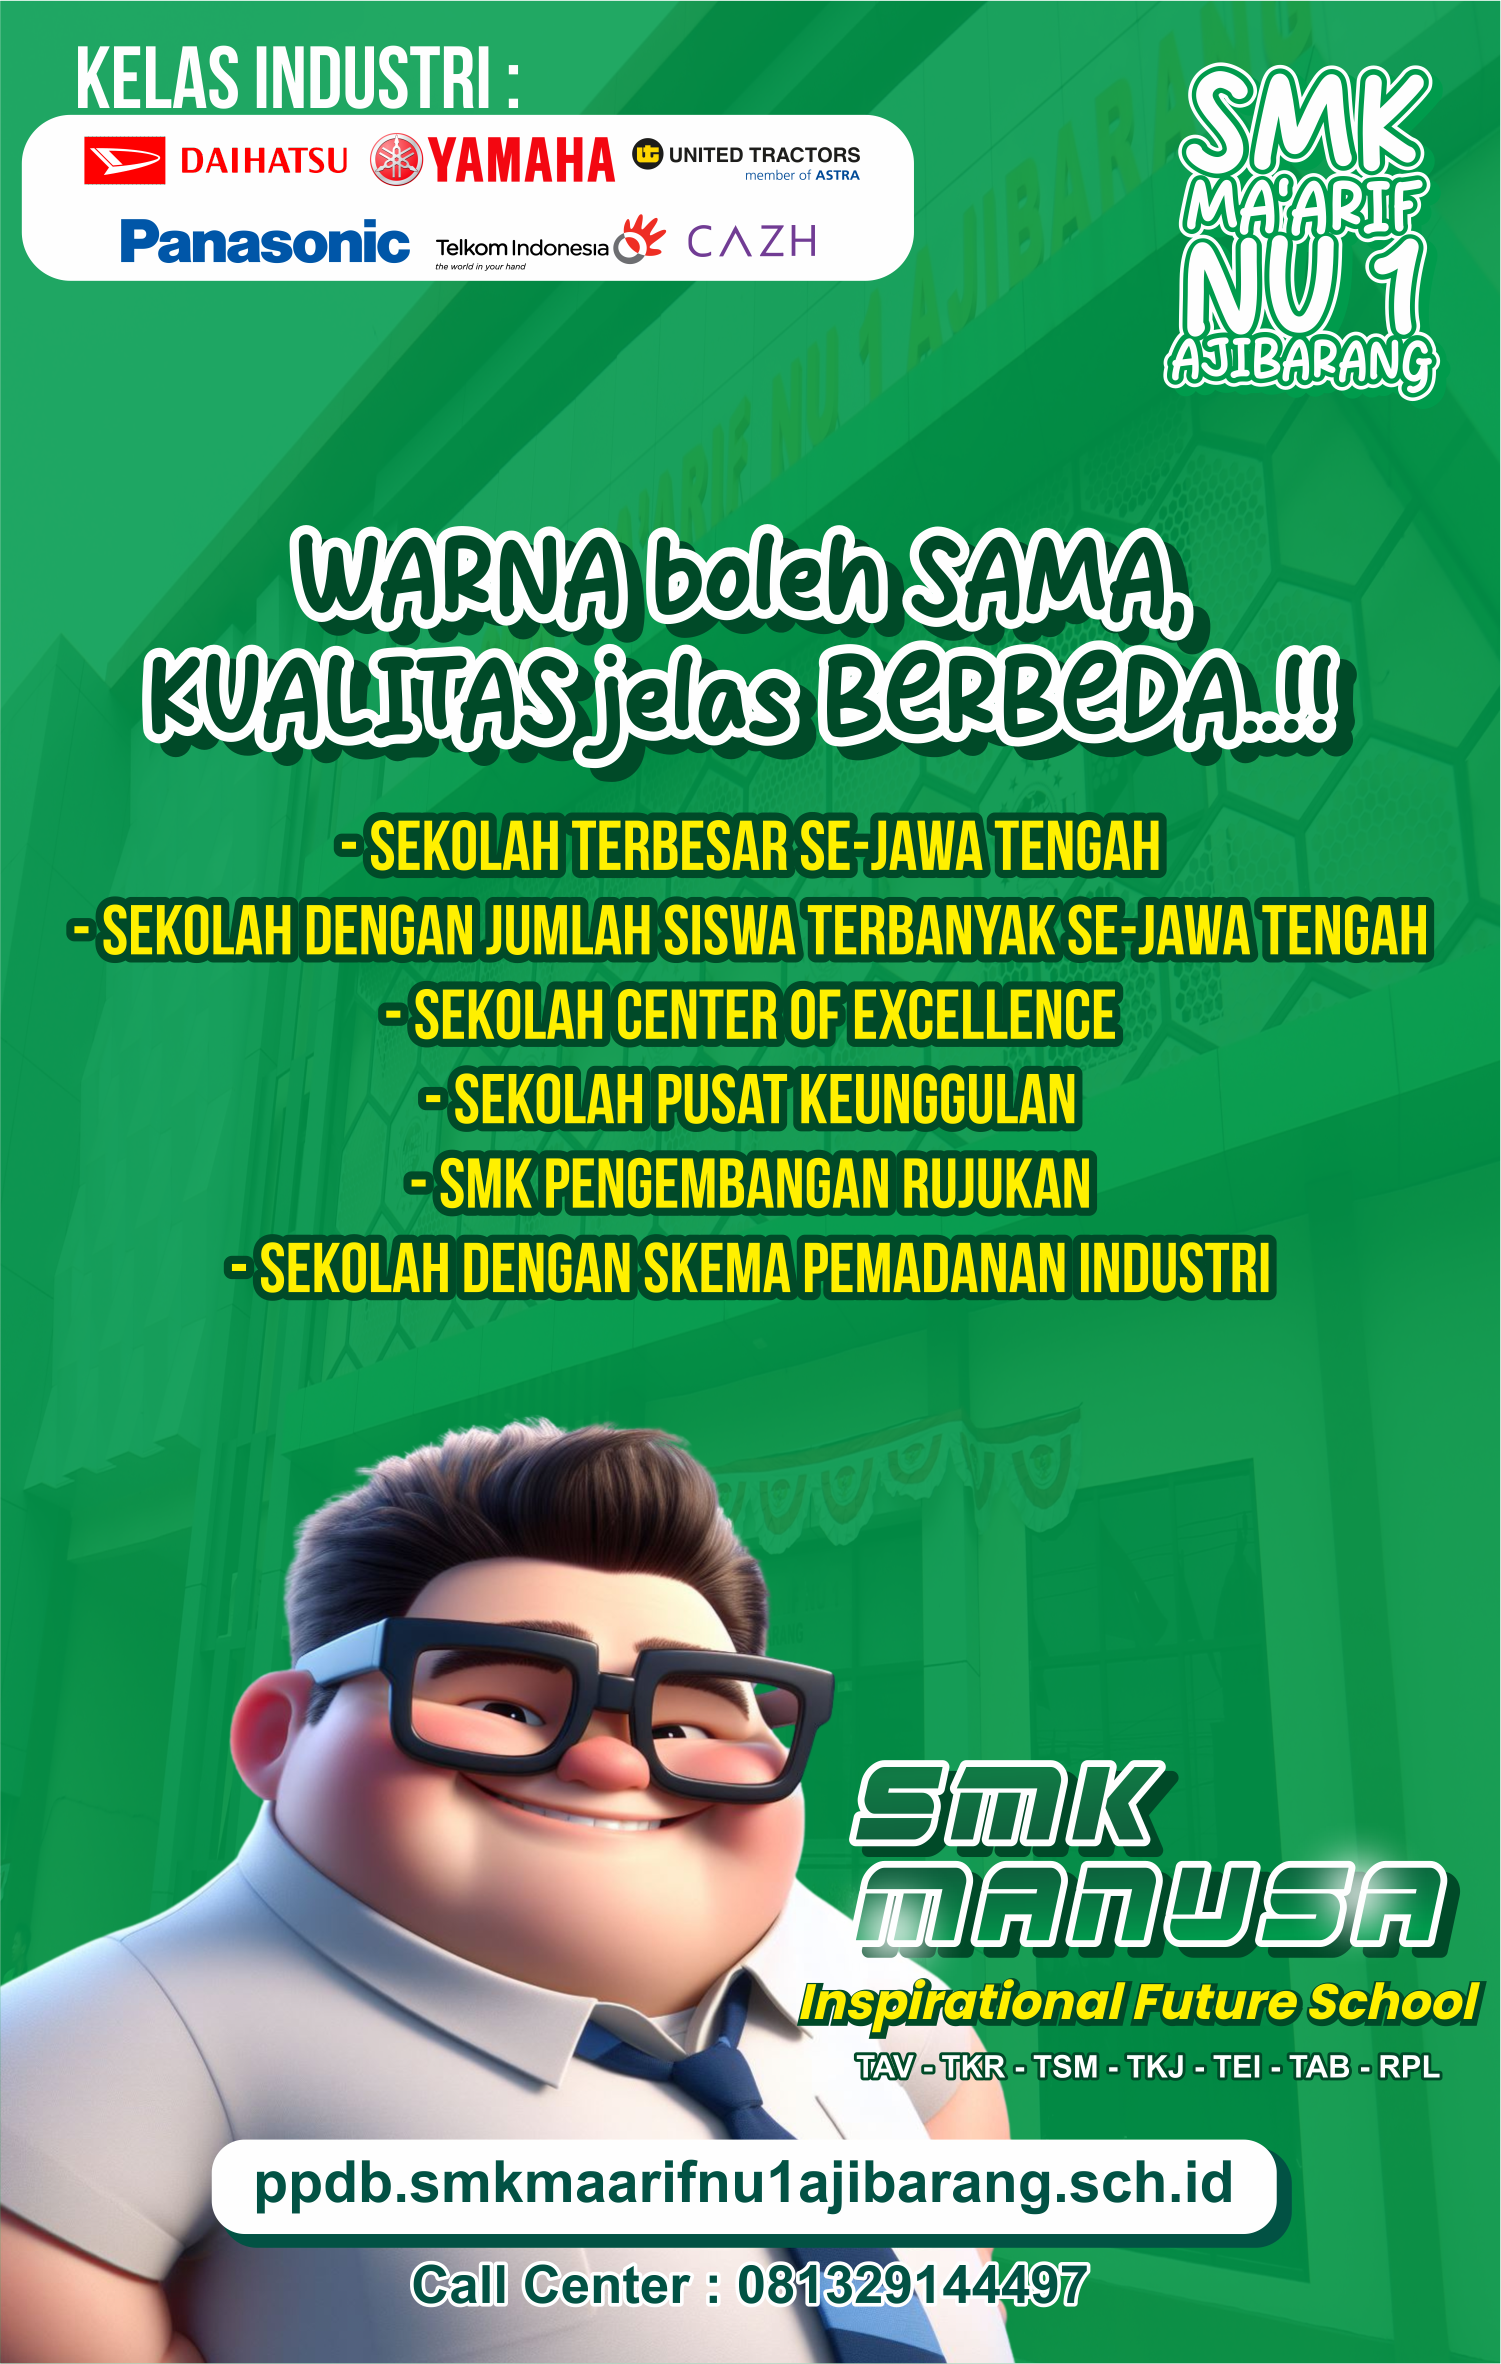 KELAS INDUSTRI :
DAIHATSU YAMAHA UNITED TRACTORS
member of ASTRA
Panasonic Telkom Indonesia CAZH
the world in your hand
SMK
MA'ARIF
NU 1
AJIBARANG
WARNA boleh SAMA,
KUALITAS jelas BeRBeDA..!!
- SEKOLAH TERBESAR SE-JAWA TENGAH
- SEKOLAH DENGAN JUMLAH SISWA TERBANYAK SE-JAWA TENGAH
- SEKOLAH CENTER OF EXCELLENCE
- SEKOLAH PUSAT KEUNGGULAN
- SMK PENGEMBANGAN RUJUKAN
- SEKOLAH DENGAN SKEMA PEMADANAN INDUSTRI
SMK
MANUSA
Inspirational Future School
TAV - TKR - TSM - TKJ - TEI - TAB - RPL
ppdb.smkmaarifnu1ajibarang.sch.id
Call Center : 081329144497